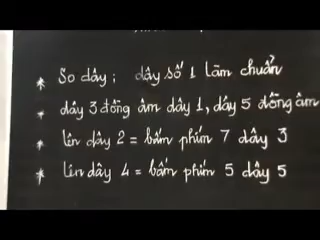 * So dây ; dây số 1 làm chuẩn
* dây 3 đồng âm dây 1, dây 5 đồng âm
* lên dây 2 = bấm phím 7 dây 3
* lên dây 4 = bấm phím 5 dây 5